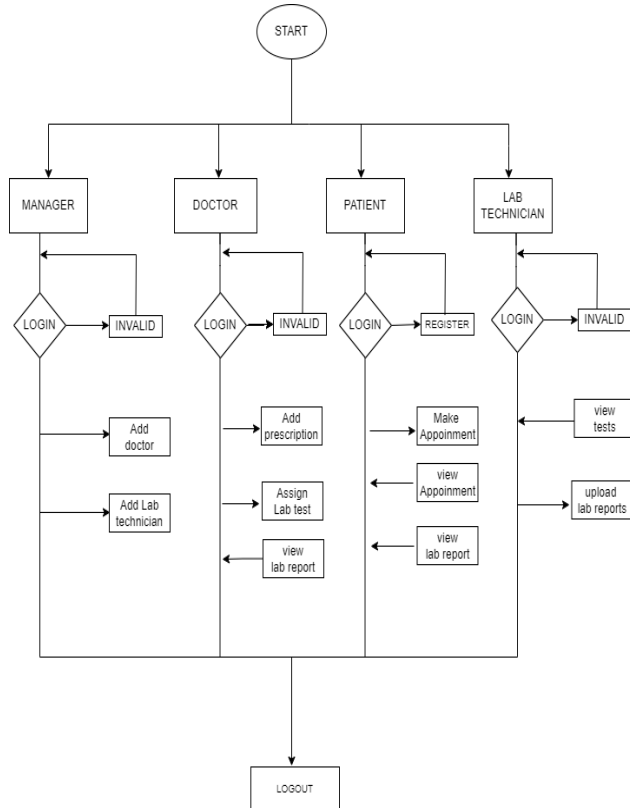 START
MANAGER
DOCTOR
PATIENT
LAB
TECHNICIAN
LOGIN
INVALID
LOGIN
INVALID
LOGIN
REGISTER
LOGIN
INVALID
Add
doctor
Add
prescription
Make
Appoinment
view
tests
Add Lab
technician
Assign
Lab test
view
Appoinment
upload
lab reports
view
lab report
view
lab report
LOGOUT